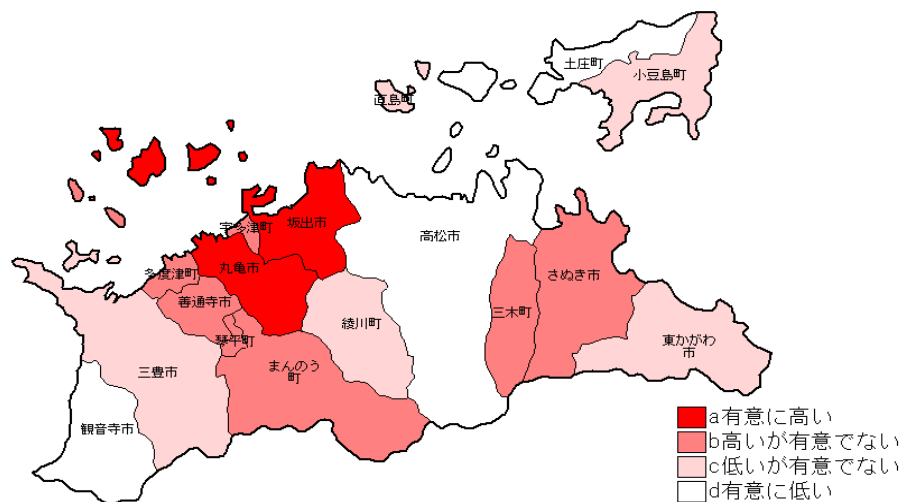 土庄町
小豆島町
直島町
宇多津町
坂出市
高松市
丸亀市
多度津町
さぬき市
善通寺市
三木町
綾川町
琴平町
東かがわ
市
まんのう
町
三豊市
観音寺市
a有意に高い
b高いが有意でない
c低いが有意でない
d有意に低い